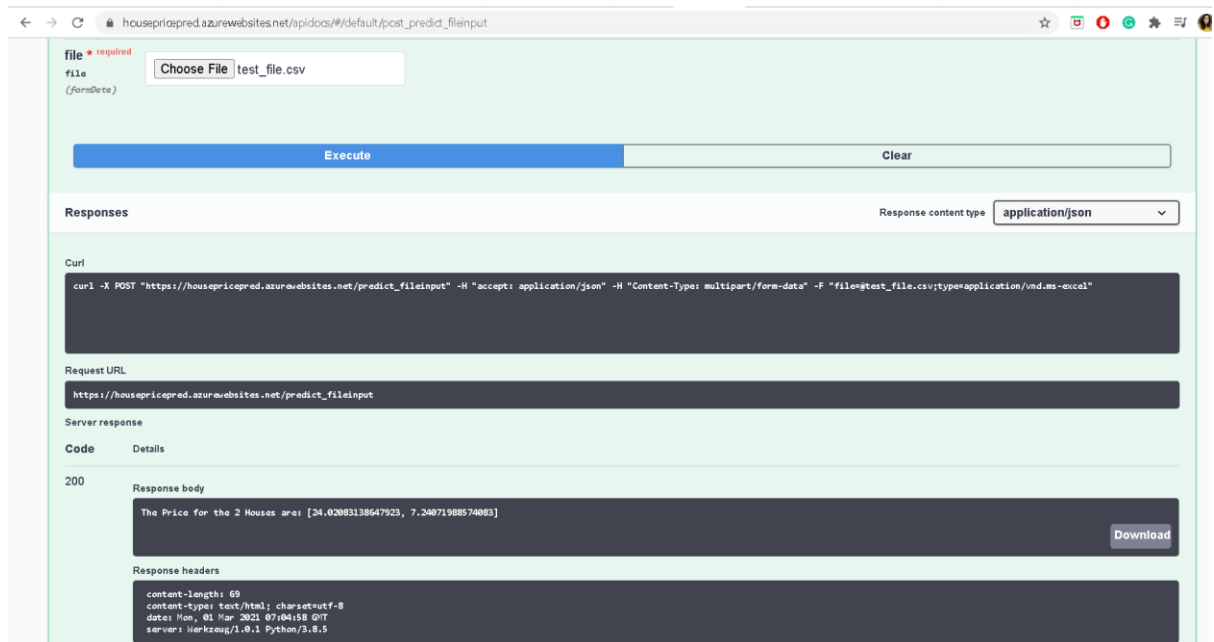 housepricepred.azurewebsites.net/apidocs/#/default/post_predict_fileinput
file * required
file
(formData)
Choose File test_file.csv
Execute Clear
Responses Response content type application/json
Curl
curl -X POST "https://housepricepred.azurewebsites.net/predict_fileinput" -H "accept: application/json" -H "Content-Type: multipart/form-data" -F "file=@test_file.csv;type=application/vnd.ms-excel"
Request URL
https://housepricepred.azurewebsites.net/predict_fileinput
Server response
Code Details
200
Response body
The Price for the 2 Houses are: [24.02083138647923, 7.24071988574083]
Download
Response headers
content-length: 69
content-type: text/html; charset=utf-8
date: Mon, 01 Mar 2021 07:04:58 GMT
server: Werkzeug/1.0.1 Python/3.8.5